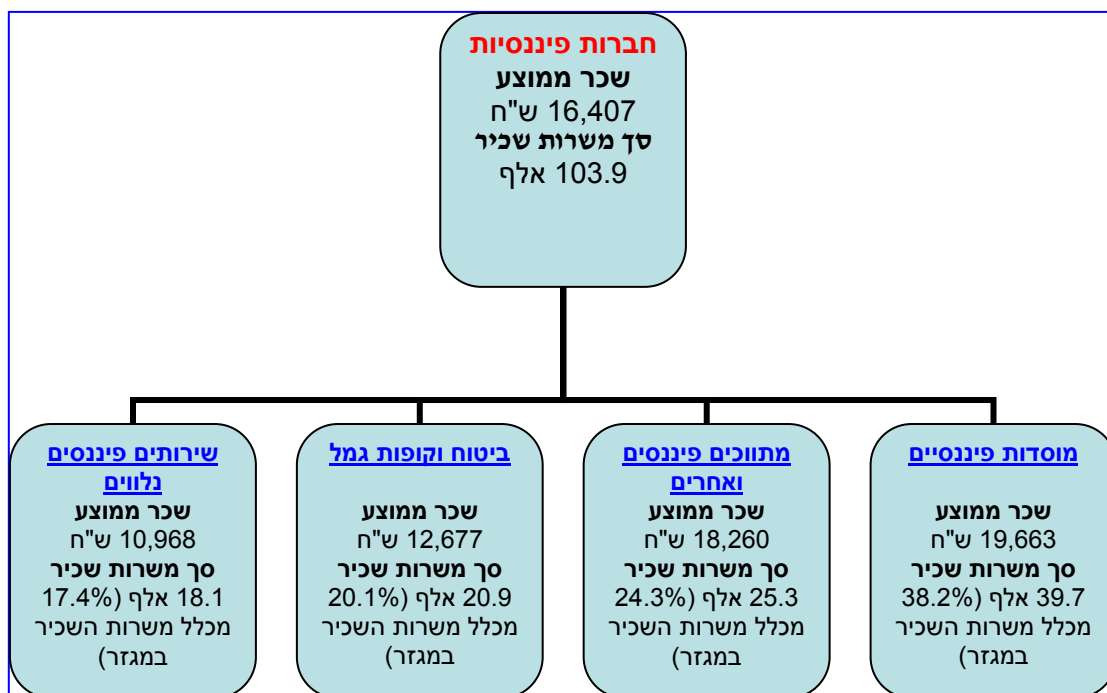 חברות פיננסיות
שכר ממוצע
16,407 ש"ח
סך משרות שכיר
103.9 אלף
מוסדות פיננסיים
שכר ממוצע
19,663 ש"ח
סך משרות שכיר
39.7 אלף (38.2%
מכלל משרות השכיר
במגזר)
מתווכים פיננסים
ואחרים
שכר ממוצע
18,260 ש"ח
סך משרות שכיר
25.3 אלף (24.3%
מכלל משרות השכיר
במגזר)
ביטוח וקופות גמל
שכר ממוצע
12,677 ש"ח
סך משרות שכיר
20.9 אלף (20.1%
מכלל משרות השכיר
במגזר)
שירותים פיננסים
נלווים
שכר ממוצע
10,968 ש"ח
סך משרות שכיר
18.1 אלף (17.4%
מכלל משרות השכיר
במגזר)